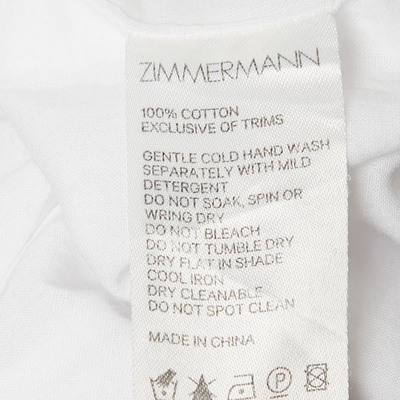 ZIMMERMANN
100% COTTON
EXCLUSIVE OF TRIMS
GENTLE COLD HAND WASH
SEPARATELY WITH MILD
DETERGENT
DO NOT SOAK, SPIN OR
WRING DRY
DO NOT BLEACH
DO NOT TUMBLE DRY
DRY FLAT IN SHADE
COOL IRON
DRY CLEANABLE
DO NOT SPOT CLEAN
MADE IN CHINA
P